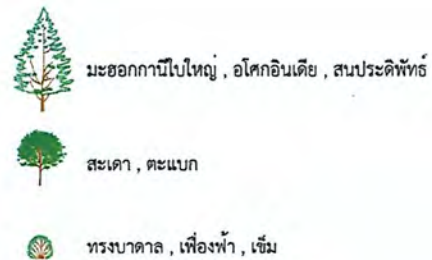 มะฮอกกานีใบใหญ่ , อโศกอินเดีย , สนประดิพัทธ์
สะเดา , ตะแบก
ทรงบาดาล , เฟื่องฟ้า , เข็ม